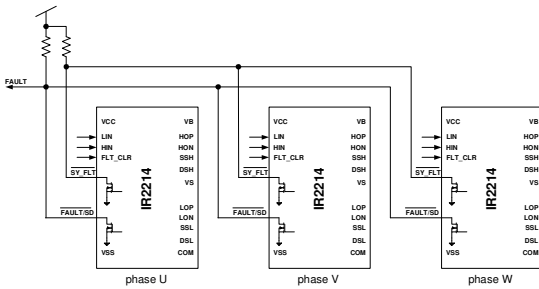 FAULT
VCC
LIN
HIN
FLT_CLR
SY_FLT
FAULT/SD
VSS
IR2214
VB
HOP
HON
SSH
DSH
VS
LOP
LON
SSL
DSL
COM
phase U
VCC
LIN
HIN
FLT_CLR
SY_FLT
FAULT/SD
VSS
IR2214
VB
HOP
HON
SSH
DSH
VS
LOP
LON
SSL
DSL
COM
phase V
VCC
LIN
HIN
FLT_CLR
SY_FLT
FAULT/SD
VSS
IR2214
VB
HOP
HON
SSH
DSH
VS
LOP
LON
SSL
DSL
COM
phase W